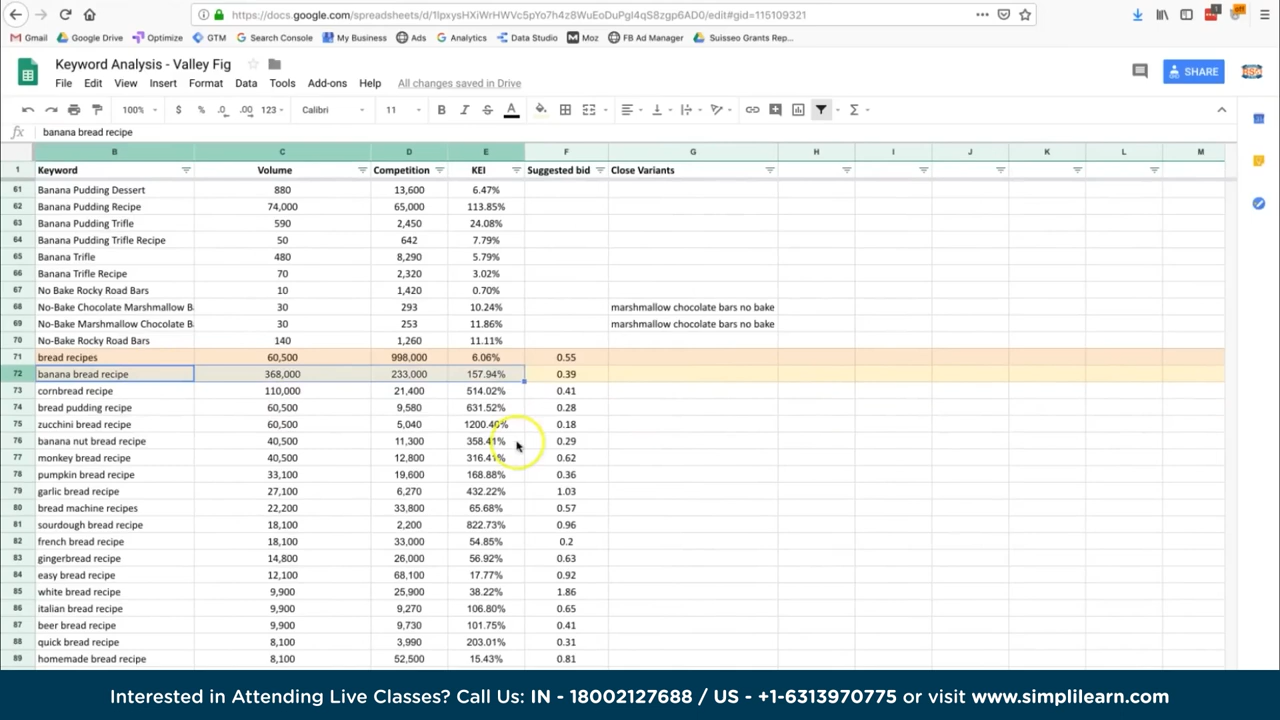 https://docs.google.com/spreadsheets/d/1lpxysHXiWrHWVc5pYo7h4z8WuEoDuPgI4qS8zgp6AD0/edit#gid=115109321
Gmail Google Drive Optimize GTM Search Console My Business Ads Analytics Data Studio Moz FB Ad Manager Suisseo Grants Rep...
Keyword Analysis - Valley Fig
File Edit View Insert Format Data Tools Add-ons Help All changes saved in Drive
SHARE
100% $ % .0 .00 123 Calibri 11 B I S A
fx banana bread recipe
B C D E F G H I J K L M
1 Keyword Volume Competition KEI Suggested bid Close Variants
61 Banana Pudding Dessert 880 13,600 6.47%
62 Banana Pudding Recipe 74,000 65,000 113.85%
63 Banana Pudding Trifle 590 2,450 24.08%
64 Banana Pudding Trifle Recipe 50 642 7.79%
65 Banana Trifle 480 8,290 5.79%
66 Banana Trifle Recipe 70 2,320 3.02%
67 No Bake Rocky Road Bars 10 1,420 0.70%
68 No-Bake Chocolate Marshmallow B 30 293 10.24% marshmallow chocolate bars no bake
69 No-Bake Marshmallow Chocolate B 30 253 11.86% marshmallow chocolate bars no bake
70 No-Bake Rocky Road Bars 140 1,260 11.11%
71 bread recipes 60,500 998,000 6.06% 0.55
72 banana bread recipe 368,000 233,000 157.94% 0.39
73 cornbread recipe 110,000 21,400 514.02% 0.41
74 bread pudding recipe 60,500 9,580 631.52% 0.28
75 zucchini bread recipe 60,500 5,040 1200.40% 0.18
76 banana nut bread recipe 40,500 11,300 358.41% 0.29
77 monkey bread recipe 40,500 12,800 316.41% 0.62
78 pumpkin bread recipe 33,100 19,600 168.88% 0.36
79 garlic bread recipe 27,100 6,270 432.22% 1.03
80 bread machine recipes 22,200 33,800 65.68% 0.57
81 sourdough bread recipe 18,100 2,200 822.73% 0.96
82 french bread recipe 18,100 33,000 54.85% 0.2
83 gingerbread recipe 14,800 26,000 56.92% 0.63
84 easy bread recipe 12,100 68,100 17.77% 0.92
85 white bread recipe 9,900 25,900 38.22% 1.86
86 italian bread recipe 9,900 9,270 106.80% 0.65
87 beer bread recipe 9,900 9,730 101.75% 0.41
88 quick bread recipe 8,100 3,990 203.01% 0.31
89 homemade bread recipe 8,100 52,500 15.43% 0.81
Interested in Attending Live Classes? Call Us: IN - 18002127688 / US - +1-6313970775 or visit www.simplilearn.com